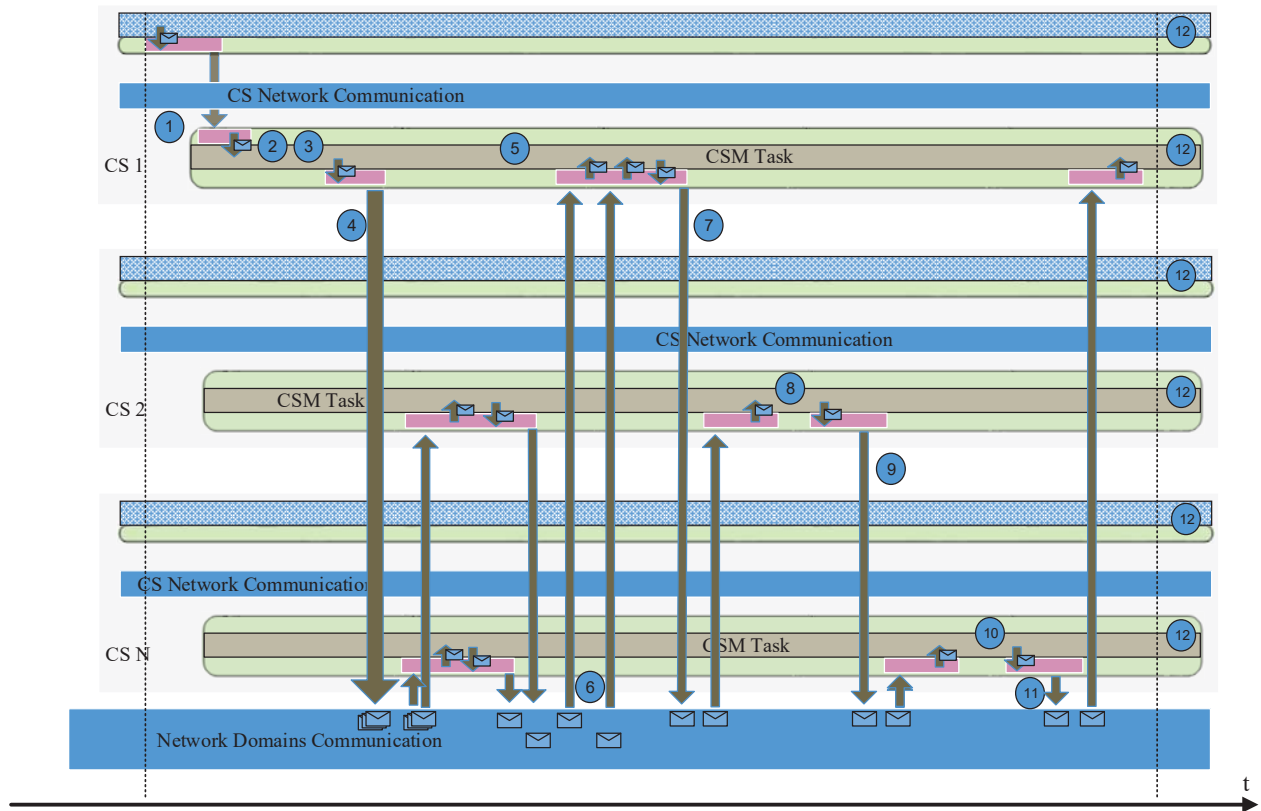 12
CS Network Communication
1
2
3
5
CSM Task
12
CS 1
4
7
12
CS Network Communication
8
CSM Task
12
CS 2
9
12
CS Network Communication
10
CSM Task
12
CS N
6
11
Network Domains Communication
t